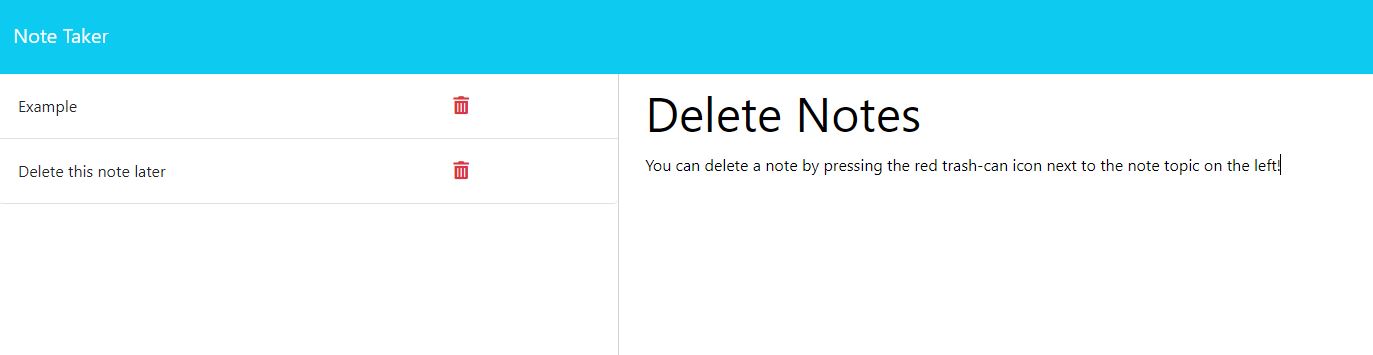 Note Taker
Example
Delete this note later
Delete Notes
You can delete a note by pressing the red trash-can icon next to the note topic on the left!